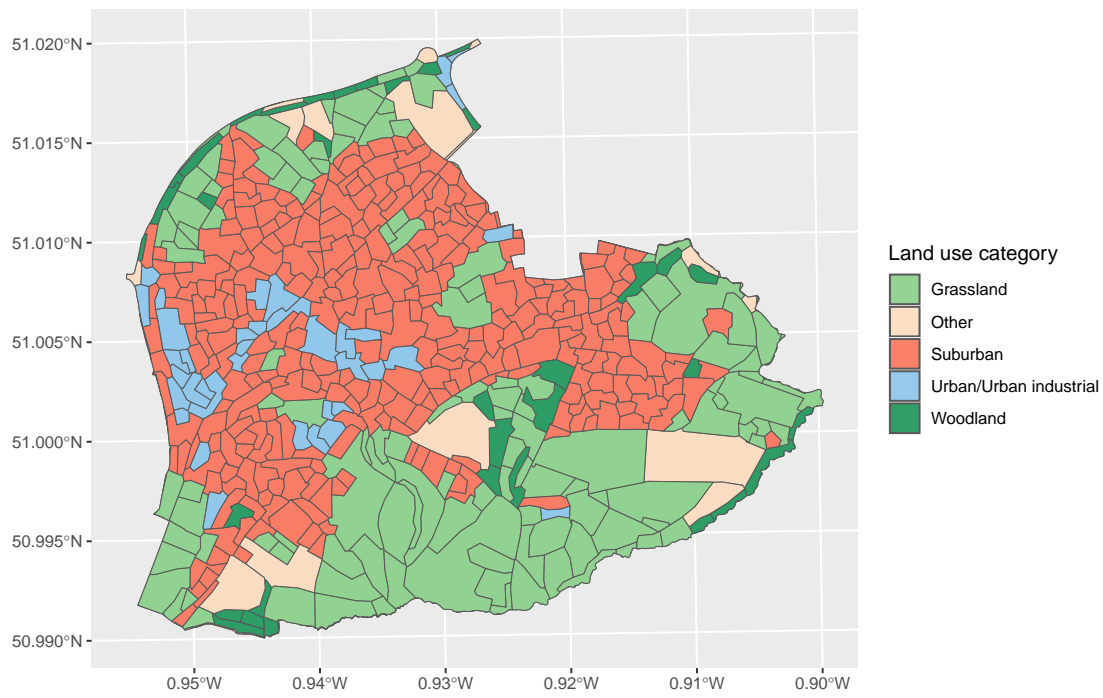 51.020°N
51.015°N
51.010°N
51.005°N
51.000°N
50.995°N
50.990°N
0.95°W 0.94°W 0.93°W 0.92°W 0.91°W 0.90°W
Land use category
Grassland
Other
Suburban
Urban/Urban industrial
Woodland